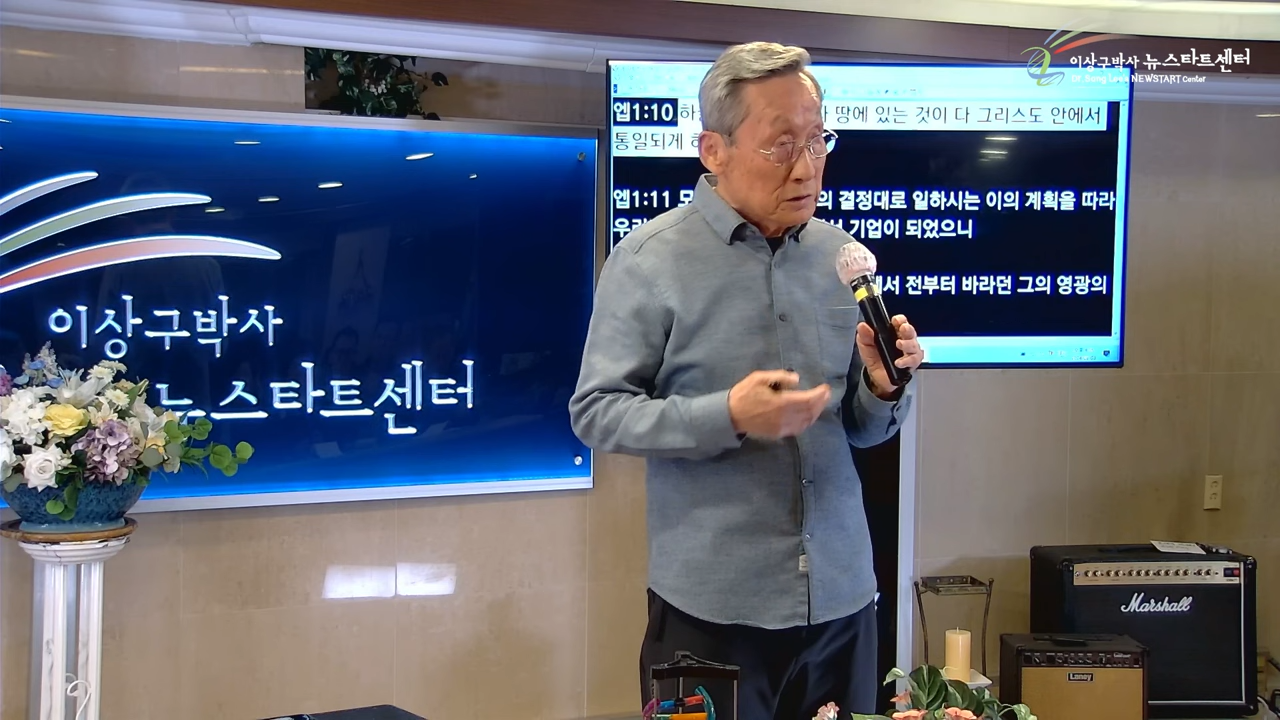 이상구박사 뉴스타트센터
Dr. Sang Lee's NEWSTART Center
엡1:10 땅에 있는 것이 다 그리스도 안에서
통일되게
엡1:11 결정대로 일하시는 이의 계획을 따라
기업이 되었으니
전부터 바라던 그의 영광의
이상구박사
뉴스타트센터
Marshall
Laney